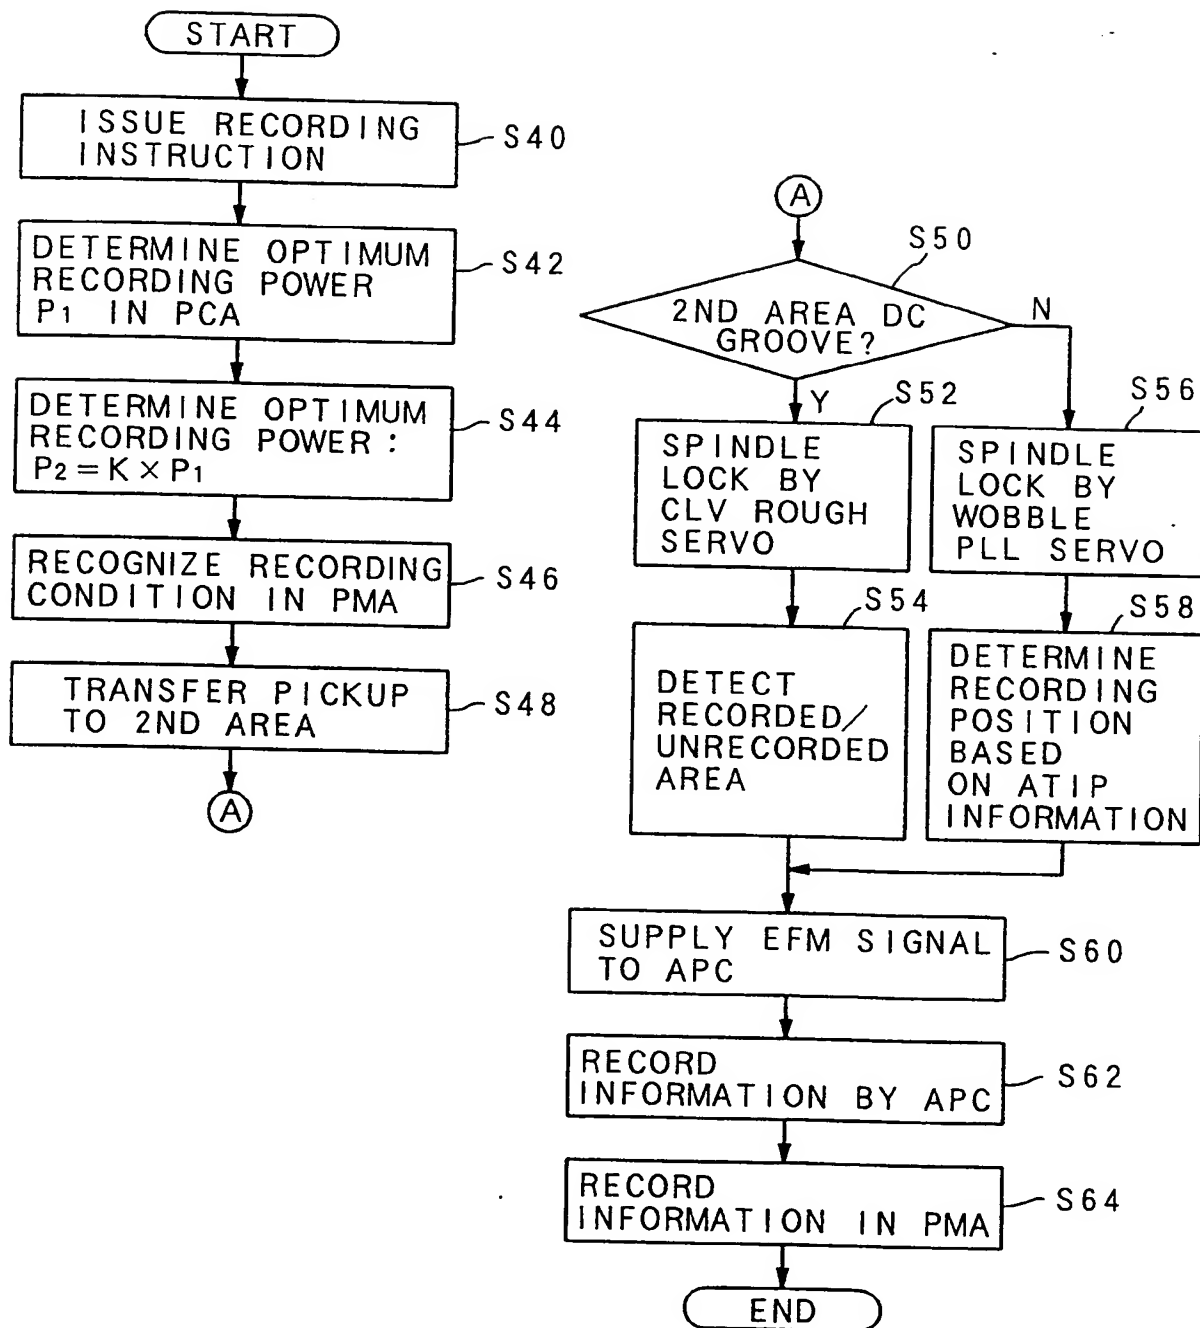 START
ISSUE RECORDING
INSTRUCTION
S40
DETERMINE OPTIMUM
RECORDING POWER
P1 IN PCA
S42
DETERMINE OPTIMUM
RECORDING POWER:
P2=K×P1
S44
RECOGNIZE RECORDING
CONDITION IN PMA
S46
TRANSFER PICKUP
TO 2ND AREA
S48
A
A
S50
2ND AREA DC
GROOVE?
N
Y
S52
SPINDLE
LOCK BY
CLV ROUGH
SERVO
S56
SPINDLE
LOCK BY
WOBBLE
PLL SERVO
S54
DETECT
RECORDED/
UNRECORDED
AREA
S58
DETERMINE
RECORDING
POSITION
BASED
ON ATIP
INFORMATION
SUPPLY EFM SIGNAL
TO APC
S60
RECORD
INFORMATION BY APC
S62
RECORD
INFORMATION IN PMA
S64
END